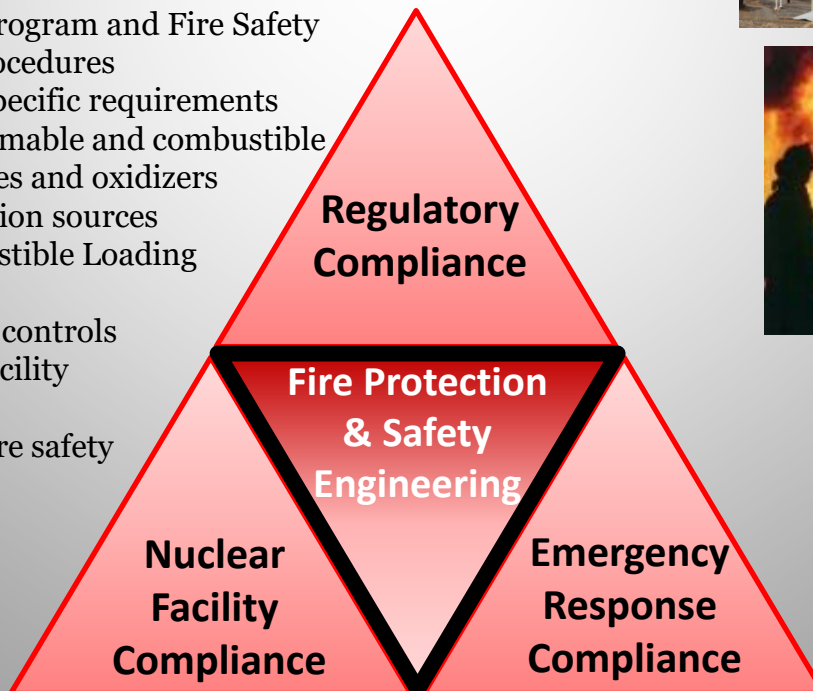 rogram and Fire Safety
ocedures
pecific requirements
mable and combustible
es and oxidizers
ion sources
stible Loading
controls
cility
re safety
Regulatory
Compliance
Fire Protection
& Safety
Engineering
Nuclear
Facility
Compliance
Emergency
Response
Compliance